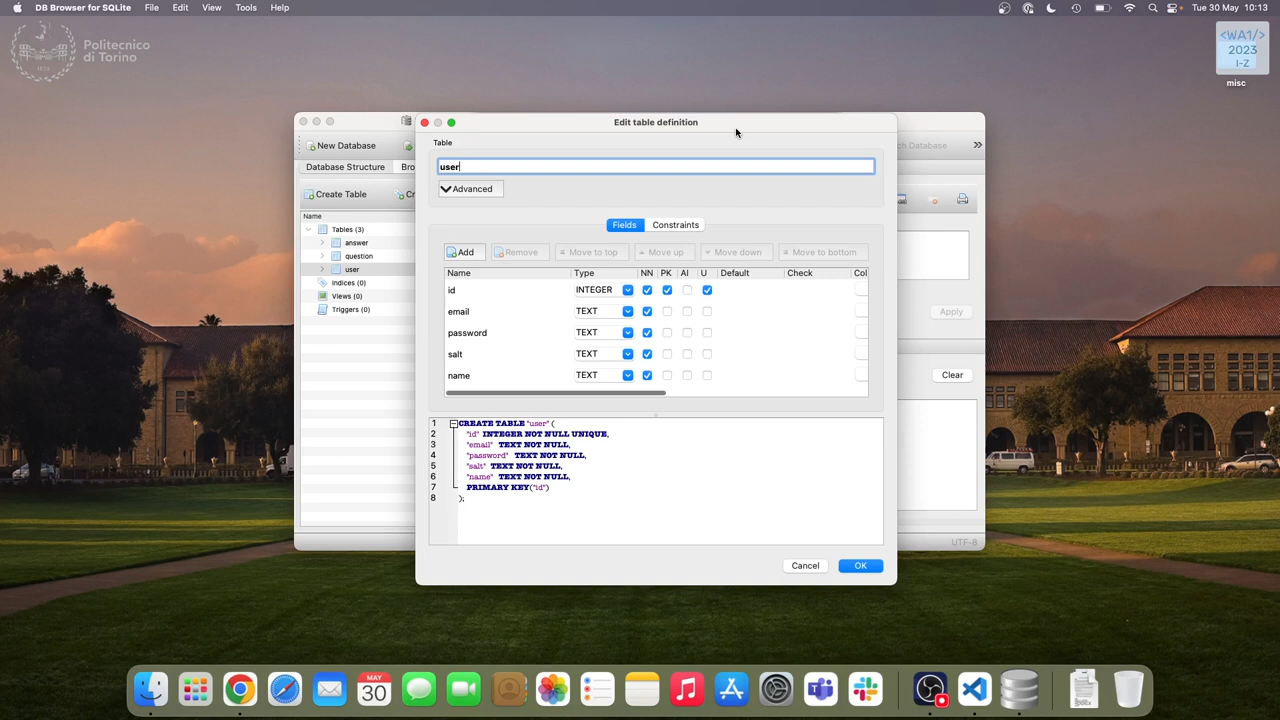 DB Browser for SQLite File Edit View Tools Help Tue 30 May 10:13
Politecnico
di Torino
<WA1/>
2023
I-Z
misc
Edit table definition
New Database
ch Database
Database Structure Bro
Create Table Cr
Name
Tables (3)
answer
question
user
Indices (0)
Views (0)
Triggers (0)
Apply
Clear
UTF-8
Table
user
Advanced
Fields Constraints
Add Remove Move to top Move up Move down Move to bottom
Name Type NN PK AI U Default Check Col
id INTEGER
email TEXT
password TEXT
salt TEXT
name TEXT
1 CREATE TABLE "user" (
2 "id" INTEGER NOT NULL UNIQUE,
3 "email" TEXT NOT NULL,
4 "password" TEXT NOT NULL,
5 "salt" TEXT NOT NULL,
6 "name" TEXT NOT NULL,
7 PRIMARY KEY("id")
8 );
Cancel OK
MAY
30